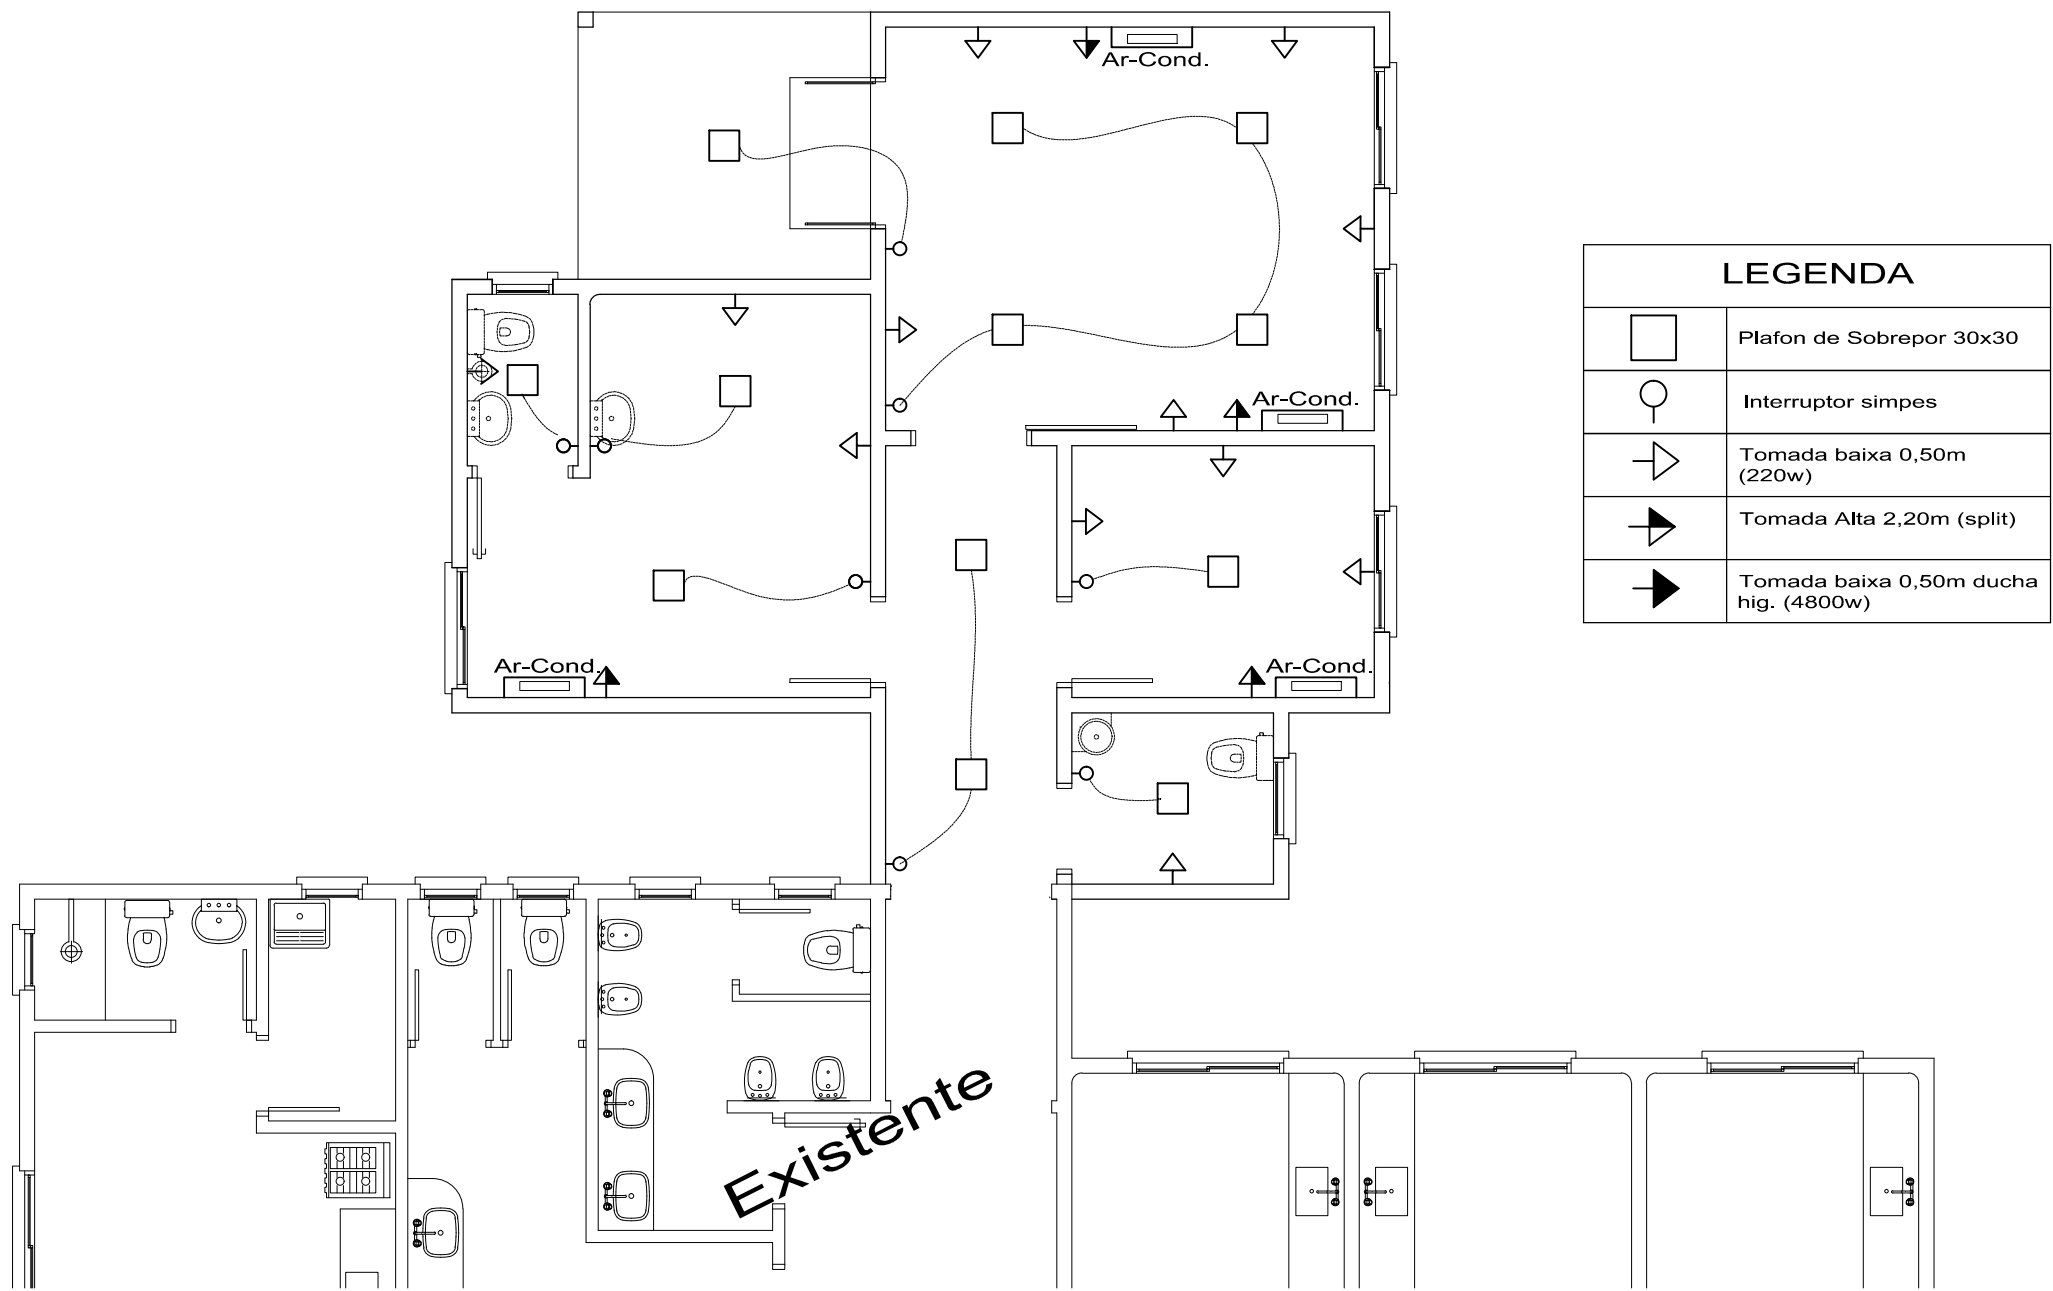 Ar-Cond.
Ar-Cond.
Ar-Cond.
Ar-Cond.
Existente
LEGENDA
Plafon de Sobrepor 30x30
Interruptor simpes
Tomada baixa 0,50m
(220w)
Tomada Alta 2,20m (split)
Tomada baixa 0,50m ducha
hig. (4800w)